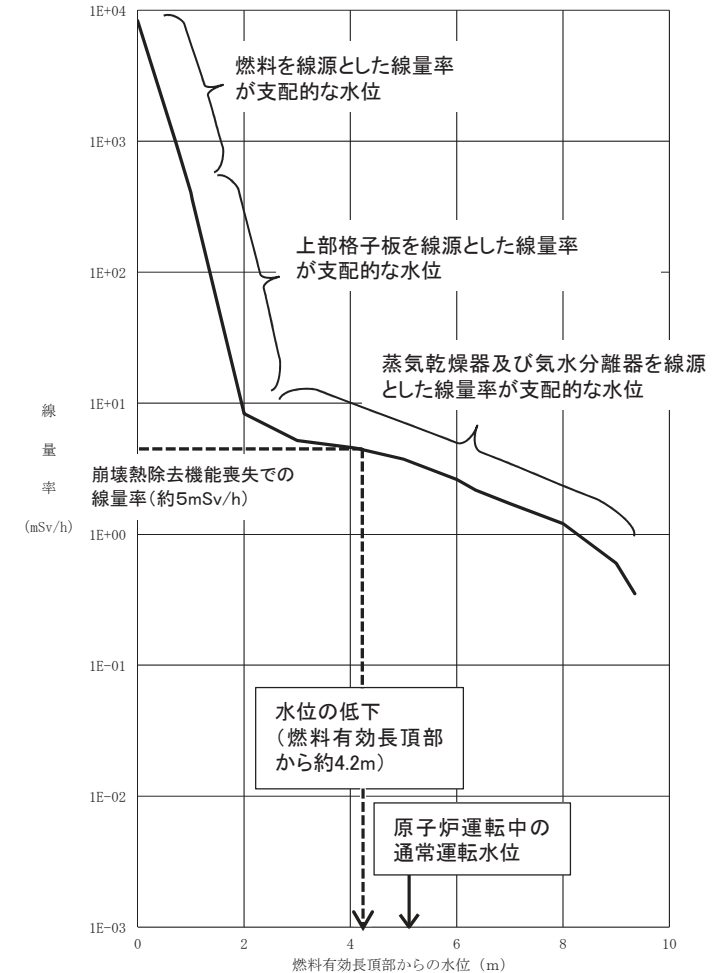 1E+04
燃料を線源とした線量率
が支配的な水位
1E+03
上部格子板を線源とした線量率
が支配的な水位
1E+02
蒸気乾燥器及び気水分離器を線源
とした線量率が支配的な水位
1E+01
線
量
率
(mSv/h)
崩壊熱除去機能喪失での
線量率（約5mSv/h）
1E+00
1E-01
水位の低下
（燃料有効長頂部
から約4.2m）
1E-02
原子炉運転中の
通常運転水位
1E-03
0 2 4 6 8 10
燃料有効長頂部からの水位（m）